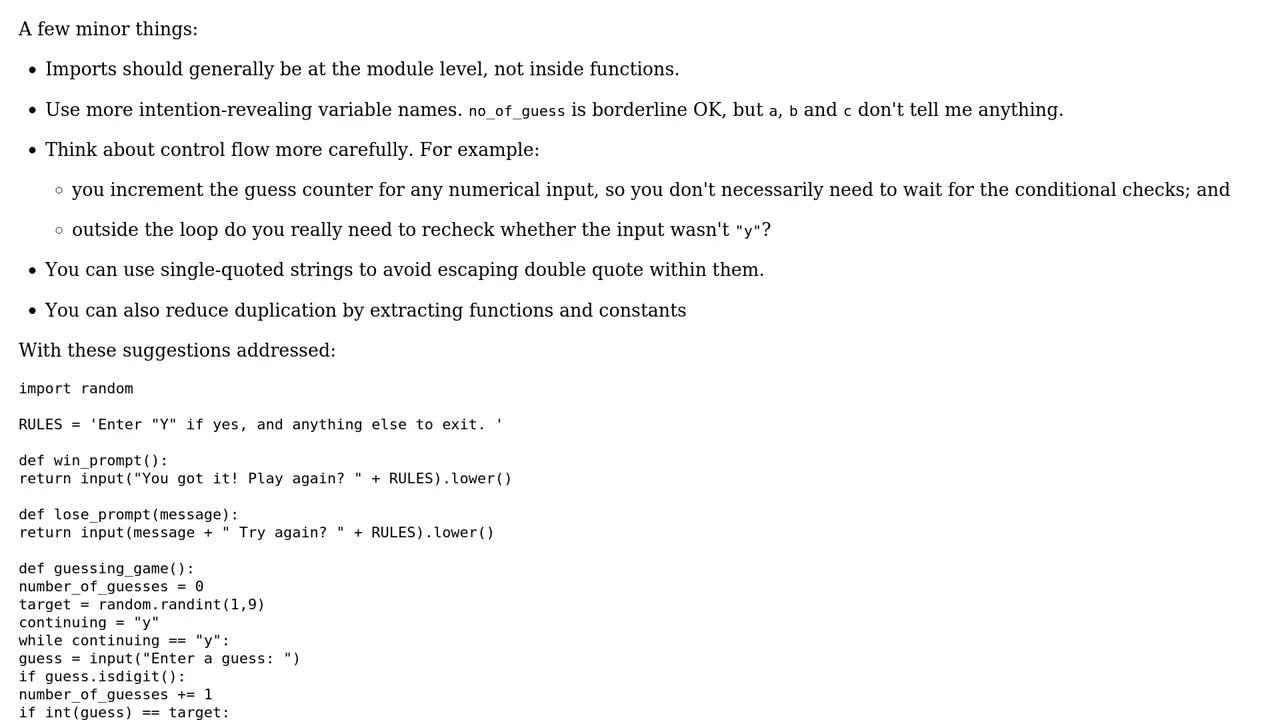 A few minor things:
• Imports should generally be at the module level, not inside functions.
• Use more intention-revealing variable names. no_of_guess is borderline OK, but a, b and c don't tell me anything.
• Think about control flow more carefully. For example:
◦ you increment the guess counter for any numerical input, so you don't necessarily need to wait for the conditional checks; and
◦ outside the loop do you really need to recheck whether the input wasn't "y"?
• You can use single-quoted strings to avoid escaping double quote within them.
• You can also reduce duplication by extracting functions and constants
With these suggestions addressed:
import random
RULES = 'Enter "Y" if yes, and anything else to exit. '
def win_prompt():
return input("You got it! Play again? " + RULES).lower()
def lose_prompt(message):
return input(message + " Try again? " + RULES).lower()
def guessing_game():
number_of_guesses = 0
target = random.randint(1,9)
continuing = "y"
while continuing == "y":
guess = input("Enter a guess: ")
if guess.isdigit():
number_of_guesses += 1
if int(guess) == target: